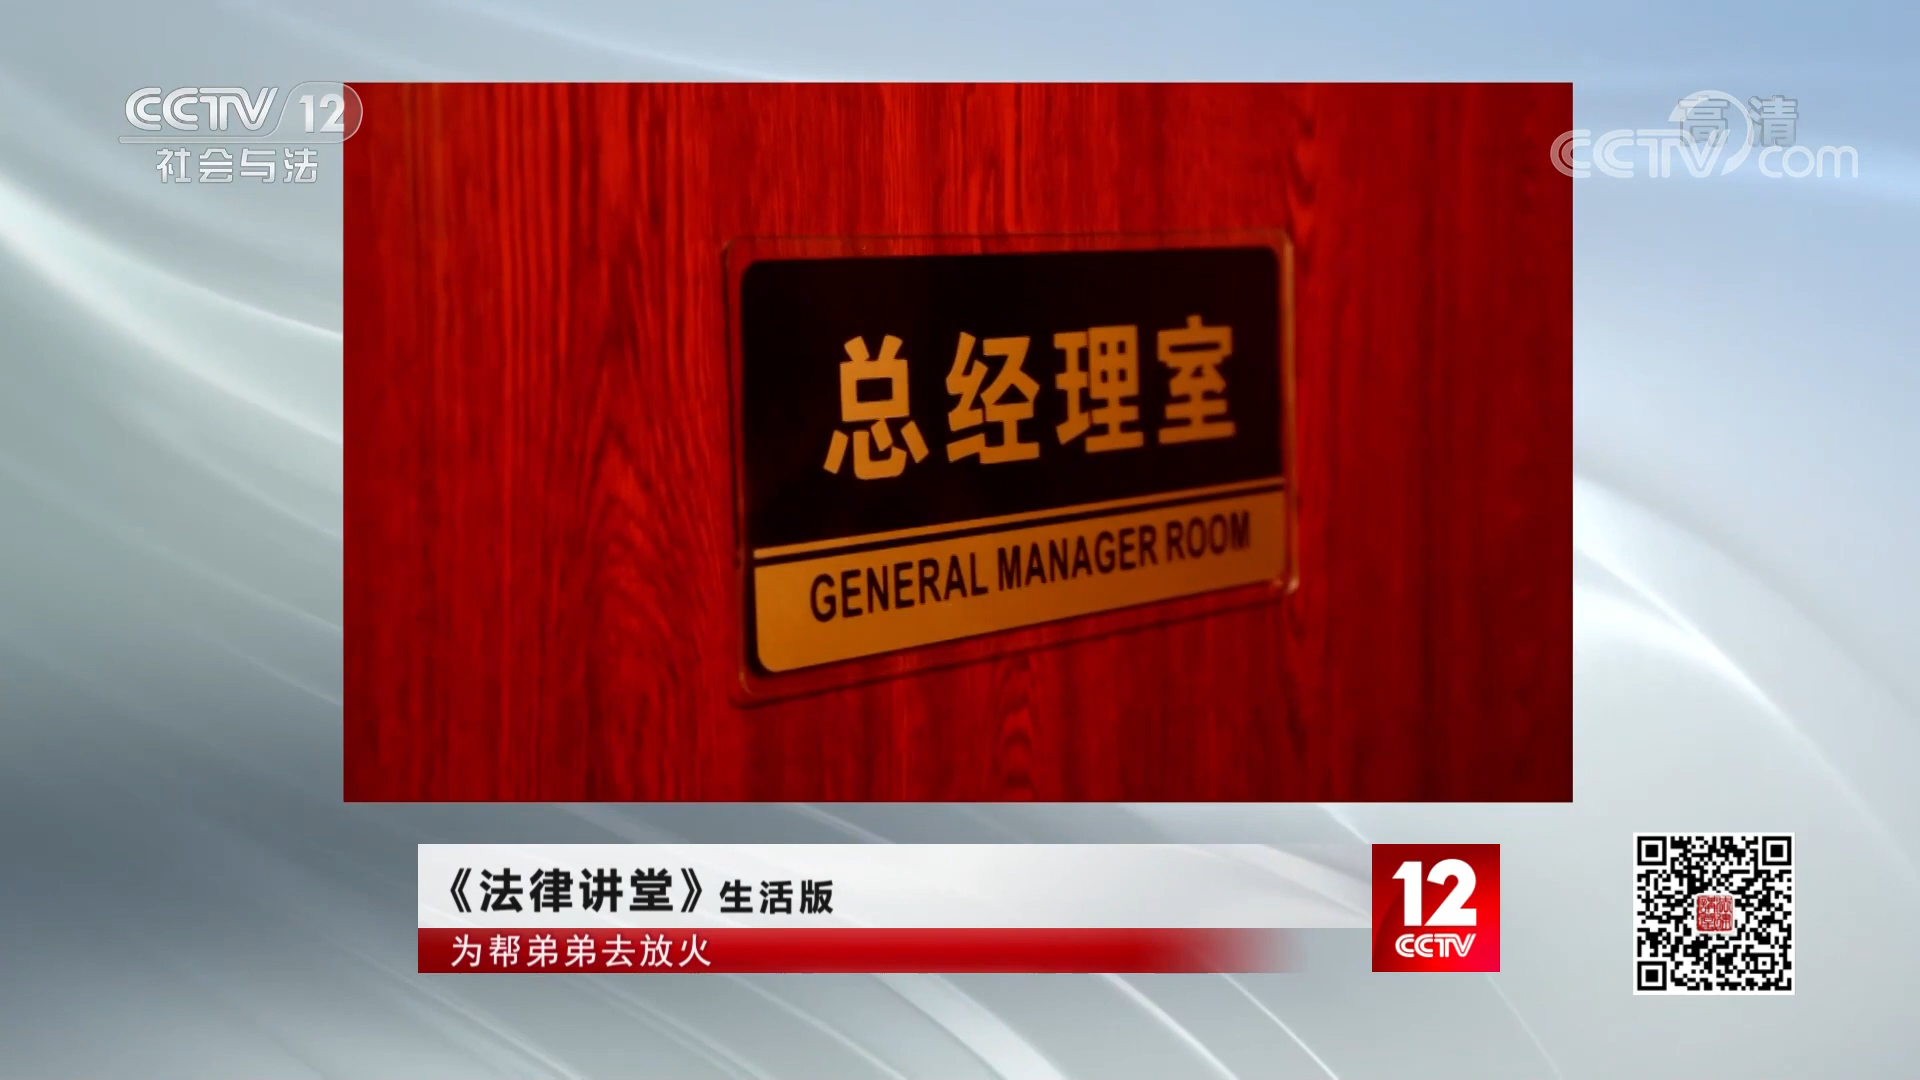 CCTV 12
社会与法
高清
CCTV.com
总经理室
GENERAL MANAGER ROOM
《法律讲堂》生活版
为帮弟弟去放火
12
CCTV